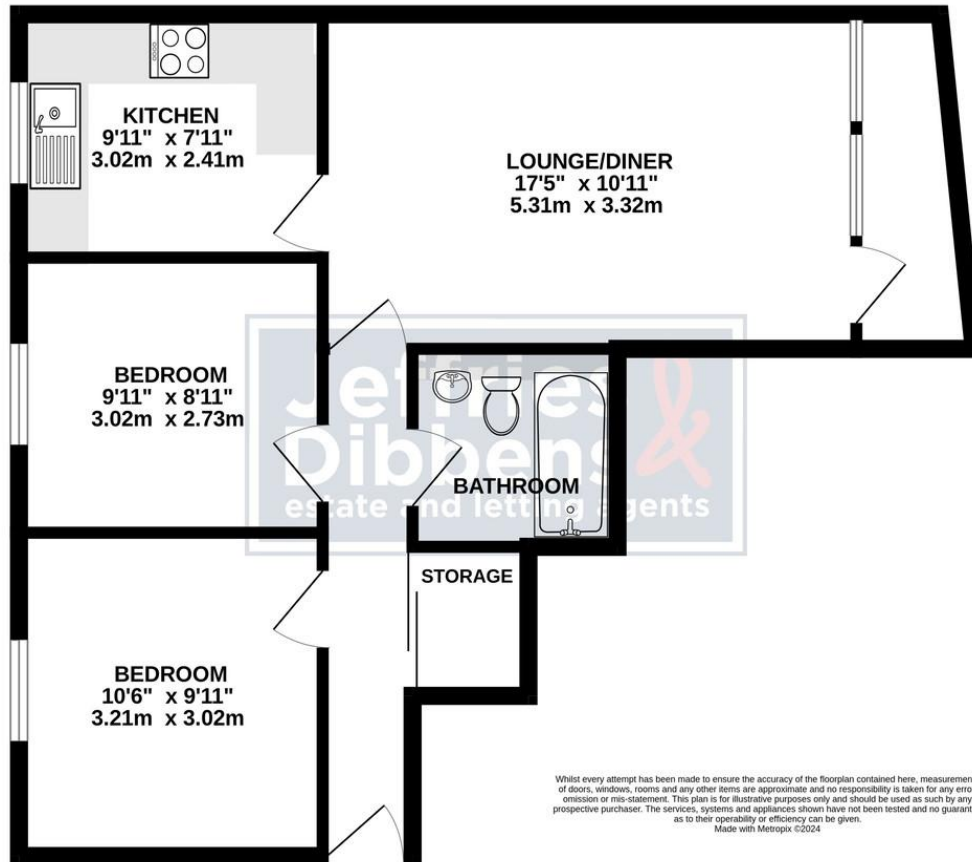 KITCHEN
9'11" x 7'11"
3.02m x 2.41m
LOUNGE/DINER
17'5" x 10'11"
5.31m x 3.32m
BEDROOM
9'11" x 8'11"
3.02m x 2.73m
Jeffries &
Dibbens
estate and letting agents
BATHROOM
STORAGE
BEDROOM
10'6" x 9'11"
3.21m x 3.02m
Whilst every attempt has been made to ensure the accuracy of the floorplan contained here, measuremen
of doors, windows, rooms and any other items are approximate and no responsibility is taken for any erro
omission or mis-statement. This plan is for illustrative purposes only and should be used as such by any
prospective purchaser. The services, systems and appliances shown have not been tested and no guarant
as to their operability or efficiency can be given.
Made with Metropix ©2024